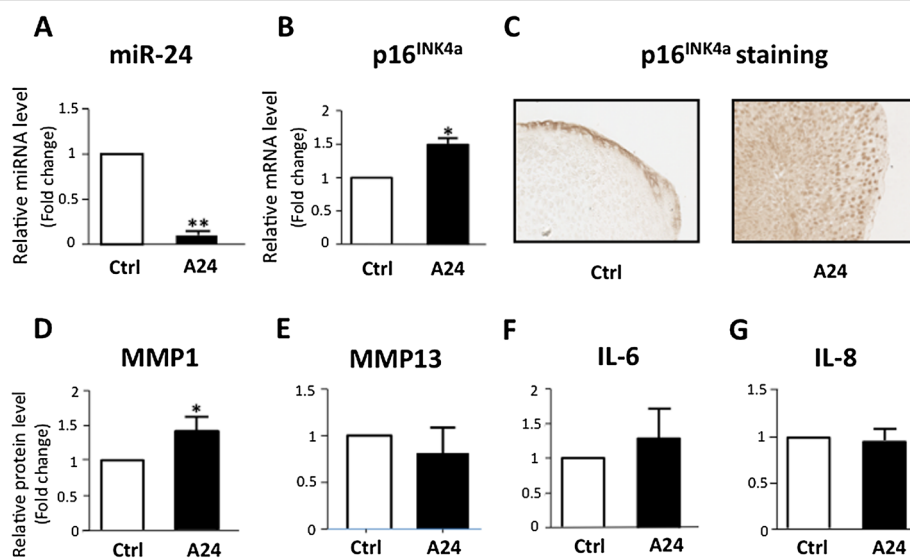 A
miR-24
Relative miRNA level
(Fold change)
1.5
1
0.5
0
**
Ctrl
A24
B
p16INK4a
Relative mRNA level
(Fold change)
2
1.5
1
0.5
0
*
Ctrl
A24
C
p16INK4a staining
Ctrl
A24
D
MMP1
Relative protein level
(Fold change)
2
1.5
1
0.5
0
*
Ctrl
A24
E
MMP13
1.5
1
0.5
0
Ctrl
A24
F
IL-6
2
1.5
1
0.5
0
Ctrl
A24
G
IL-8
1.5
1
0.5
0
Ctrl
A24